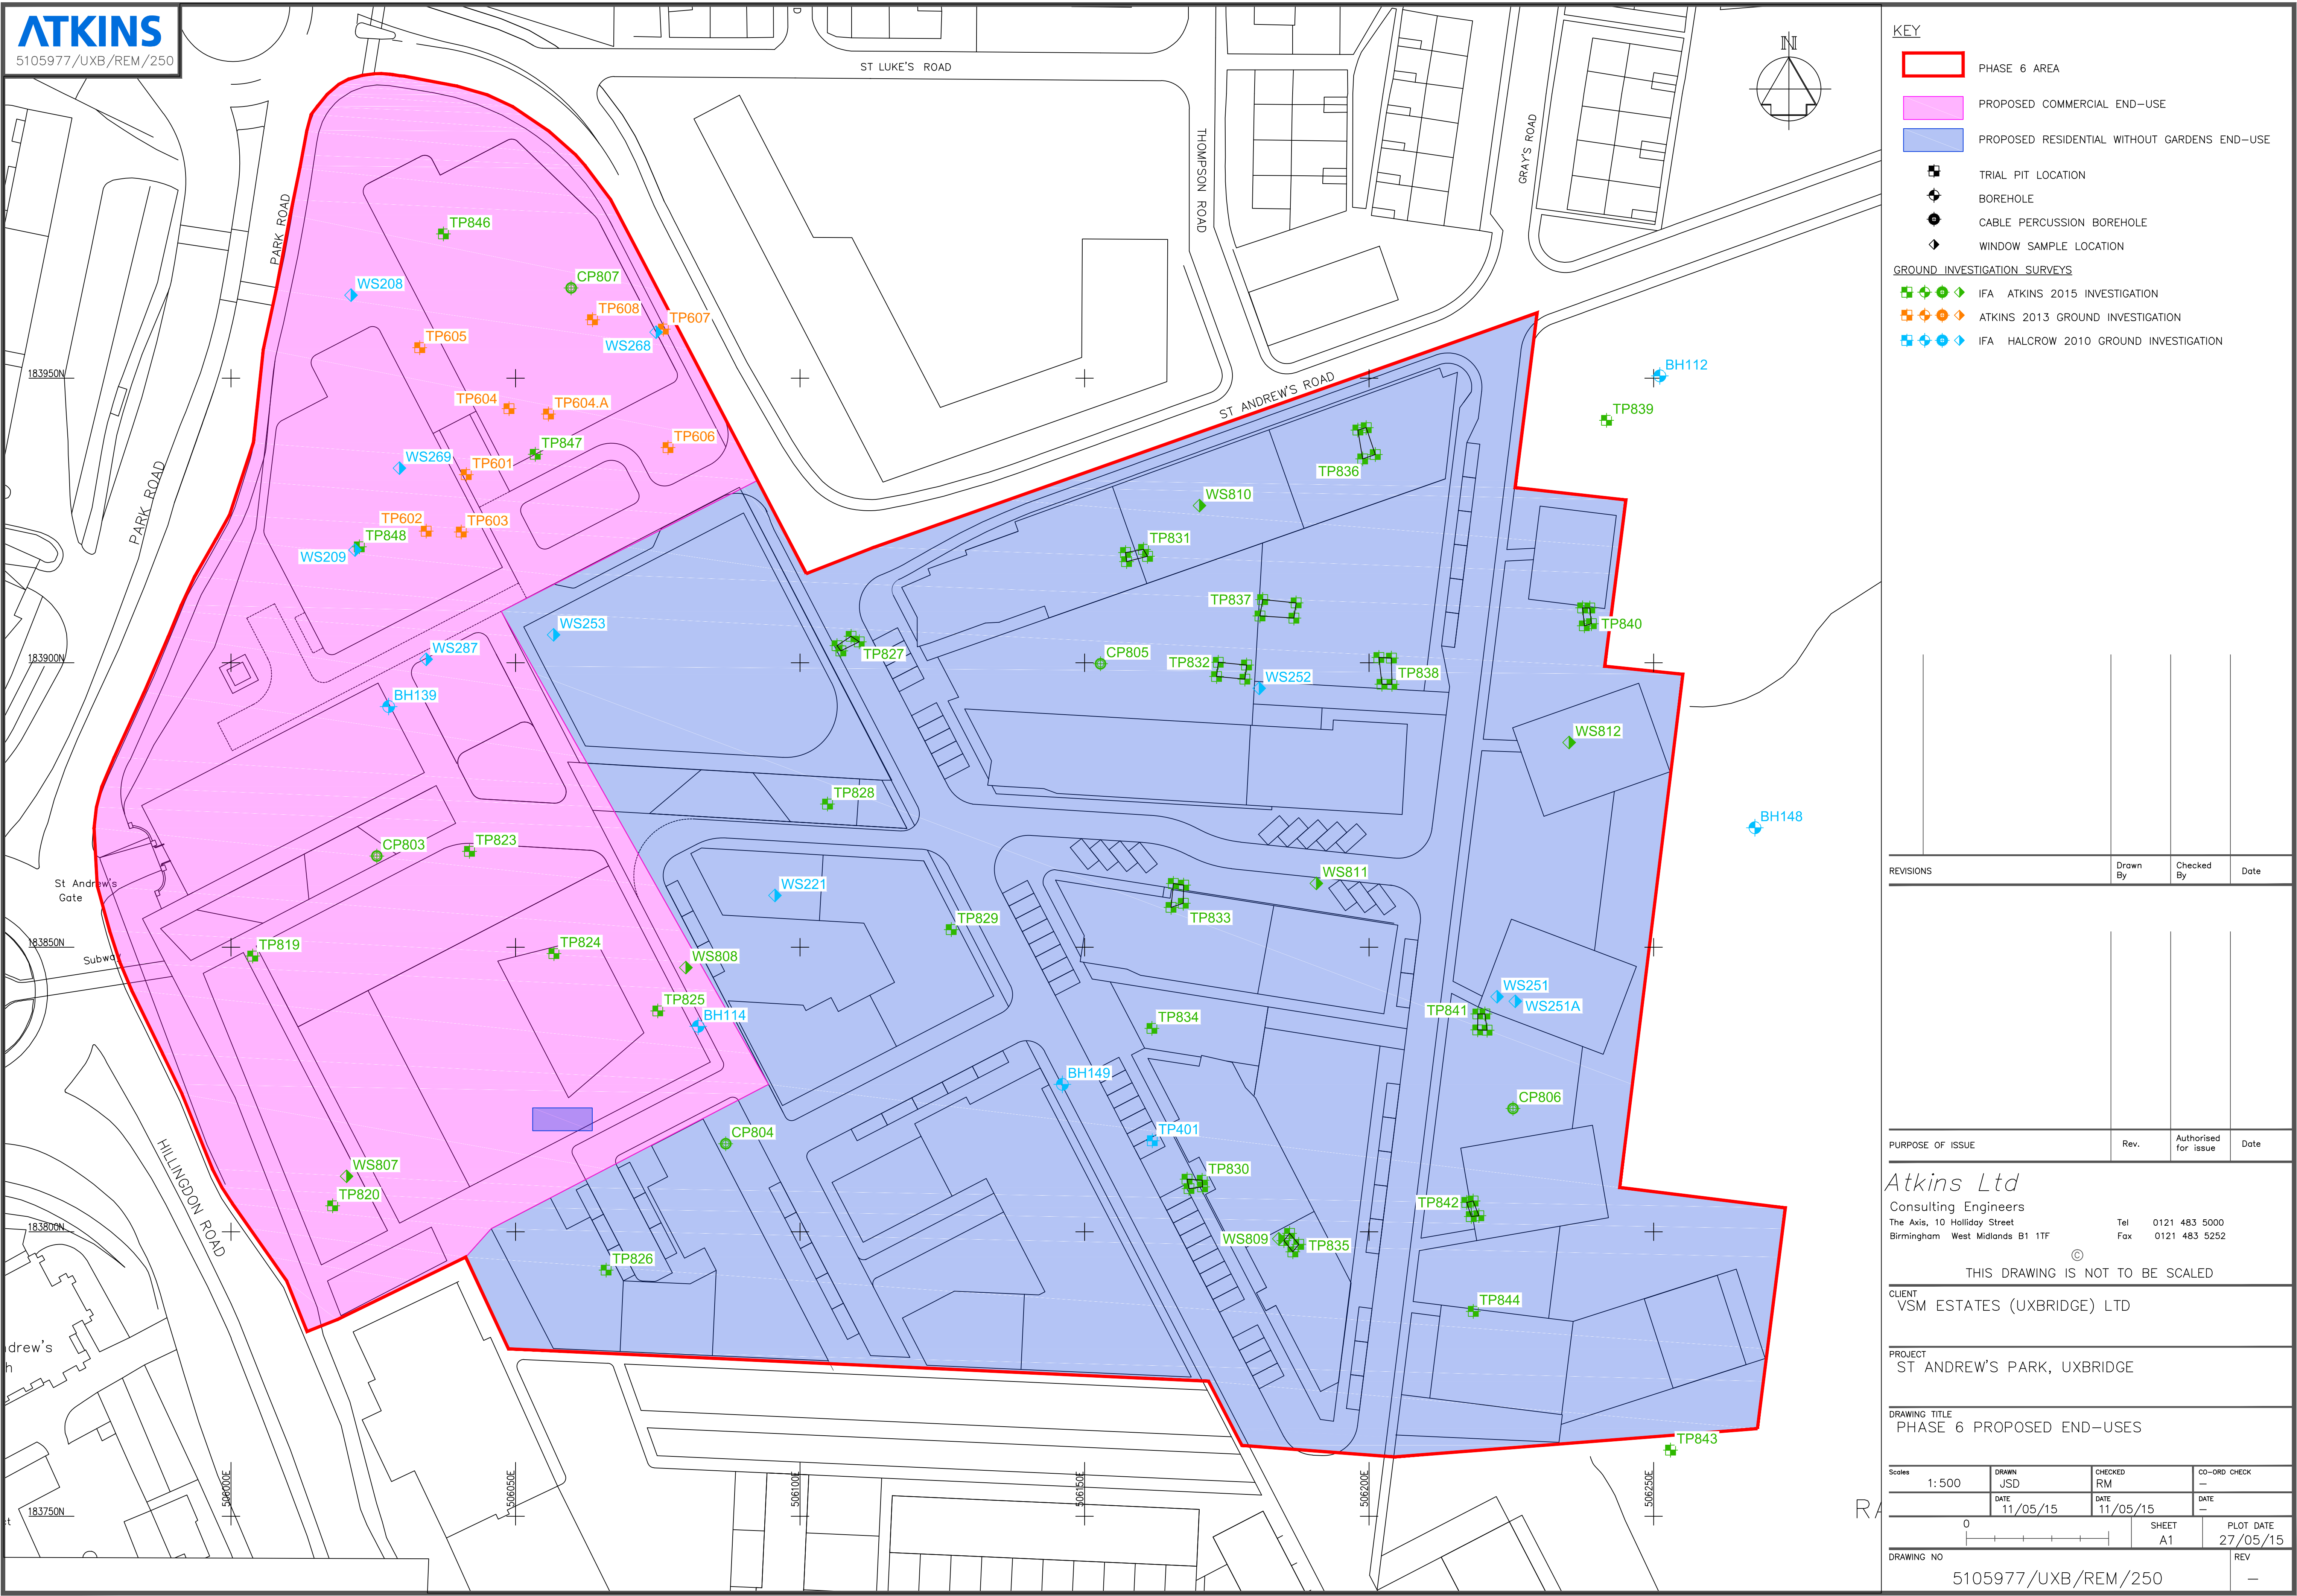 ATKINS
5105977/UXB/REM/250
ST LUKE'S ROAD
THOMPSON ROAD
GRAY'S ROAD
PARK ROAD
PARK ROAD
ST ANDREW'S ROAD
HILLINGDON ROAD
St Andrew's
Gate
Subway
drew's
h
t
RA
N
TP846
CP807
WS208
TP608
TP607
WS268
TP605
TP604
TP604.A
TP606
TP847
WS269
TP601
TP602
TP603
TP848
WS209
WS253
WS287
BH139
CP803
TP823
TP819
TP824
WS808
TP825
BH114
WS807
TP820
CP804
TP826
TP827
TP828
WS221
TP829
BH149
TP401
TP830
WS809
TP835
TP834
TP833
WS811
CP805
TP832
WS252
TP837
TP838
TP831
WS810
TP836
BH112
TP839
TP840
WS812
BH148
WS251
WS251A
TP841
CP806
TP842
TP844
TP843
183950N
183900N
183850N
183800N
183750N
506000E
506050E
506100E
506150E
506200E
506250E
KEY
PHASE 6 AREA
PROPOSED COMMERCIAL END-USE
PROPOSED RESIDENTIAL WITHOUT GARDENS END-USE
TRIAL PIT LOCATION
BOREHOLE
CABLE PERCUSSION BOREHOLE
WINDOW SAMPLE LOCATION
GROUND INVESTIGATION SURVEYS
IFA ATKINS 2015 INVESTIGATION
ATKINS 2013 GROUND INVESTIGATION
IFA HALCROW 2010 GROUND INVESTIGATION
REVISIONS Drawn By Checked By Date
PURPOSE OF ISSUE Rev. Authorised for issue Date
Atkins Ltd
Consulting Engineers
The Axis, 10 Holliday Street Tel 0121 483 5000
Birmingham West Midlands B1 1TF Fax 0121 483 5252
©
THIS DRAWING IS NOT TO BE SCALED
CLIENT
VSM ESTATES (UXBRIDGE) LTD
PROJECT
ST ANDREW'S PARK, UXBRIDGE
DRAWING TITLE
PHASE 6 PROPOSED END-USES
Scales DRAWN CHECKED CO-ORD CHECK
1:500 JSD RM -
DATE DATE DATE
11/05/15 11/05/15 -
0 SHEET PLOT DATE
A1 27/05/15
DRAWING NO REV
5105977/UXB/REM/250 -